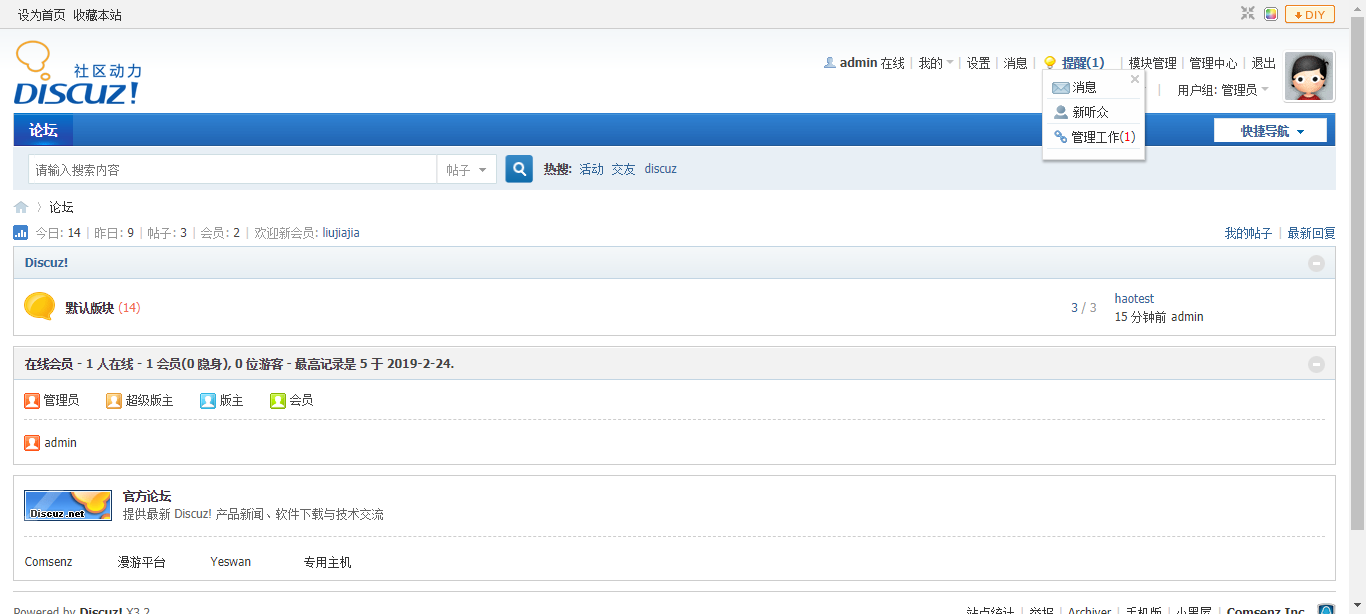 设为首页 收藏本站 DIY
社区动力
DISCUZ!
admin 在线 | 我的 | 设置 | 消息 | 提醒(1) | 模块管理 | 管理中心 | 退出
消息
| 用户组: 管理员
新听众
管理工作(1)
论坛 快捷导航
请输入搜索内容 帖子 热搜: 活动 交友 discuz
论坛
今日: 14 | 昨日: 9 | 帖子: 3 | 会员: 2 | 欢迎新会员: liujiajia 我的帖子 | 最新回复
Discuz!
默认版块 (14) 3 / 3 haotest
15 分钟前 admin
在线会员 - 1 人在线 - 1 会员(0 隐身), 0 位游客 - 最高记录是 5 于 2019-2-24.
管理员 超级版主 版主 会员
admin
Discuz.net 官方论坛
提供最新 Discuz! 产品新闻、软件下载与技术交流
Comsenz 漫游平台 Yeswan 专用主机
Powered by Discuz! X3.2 站点统计 | 举报 | Archiver | 手机版 | 小黑屋 | Comsenz Inc.